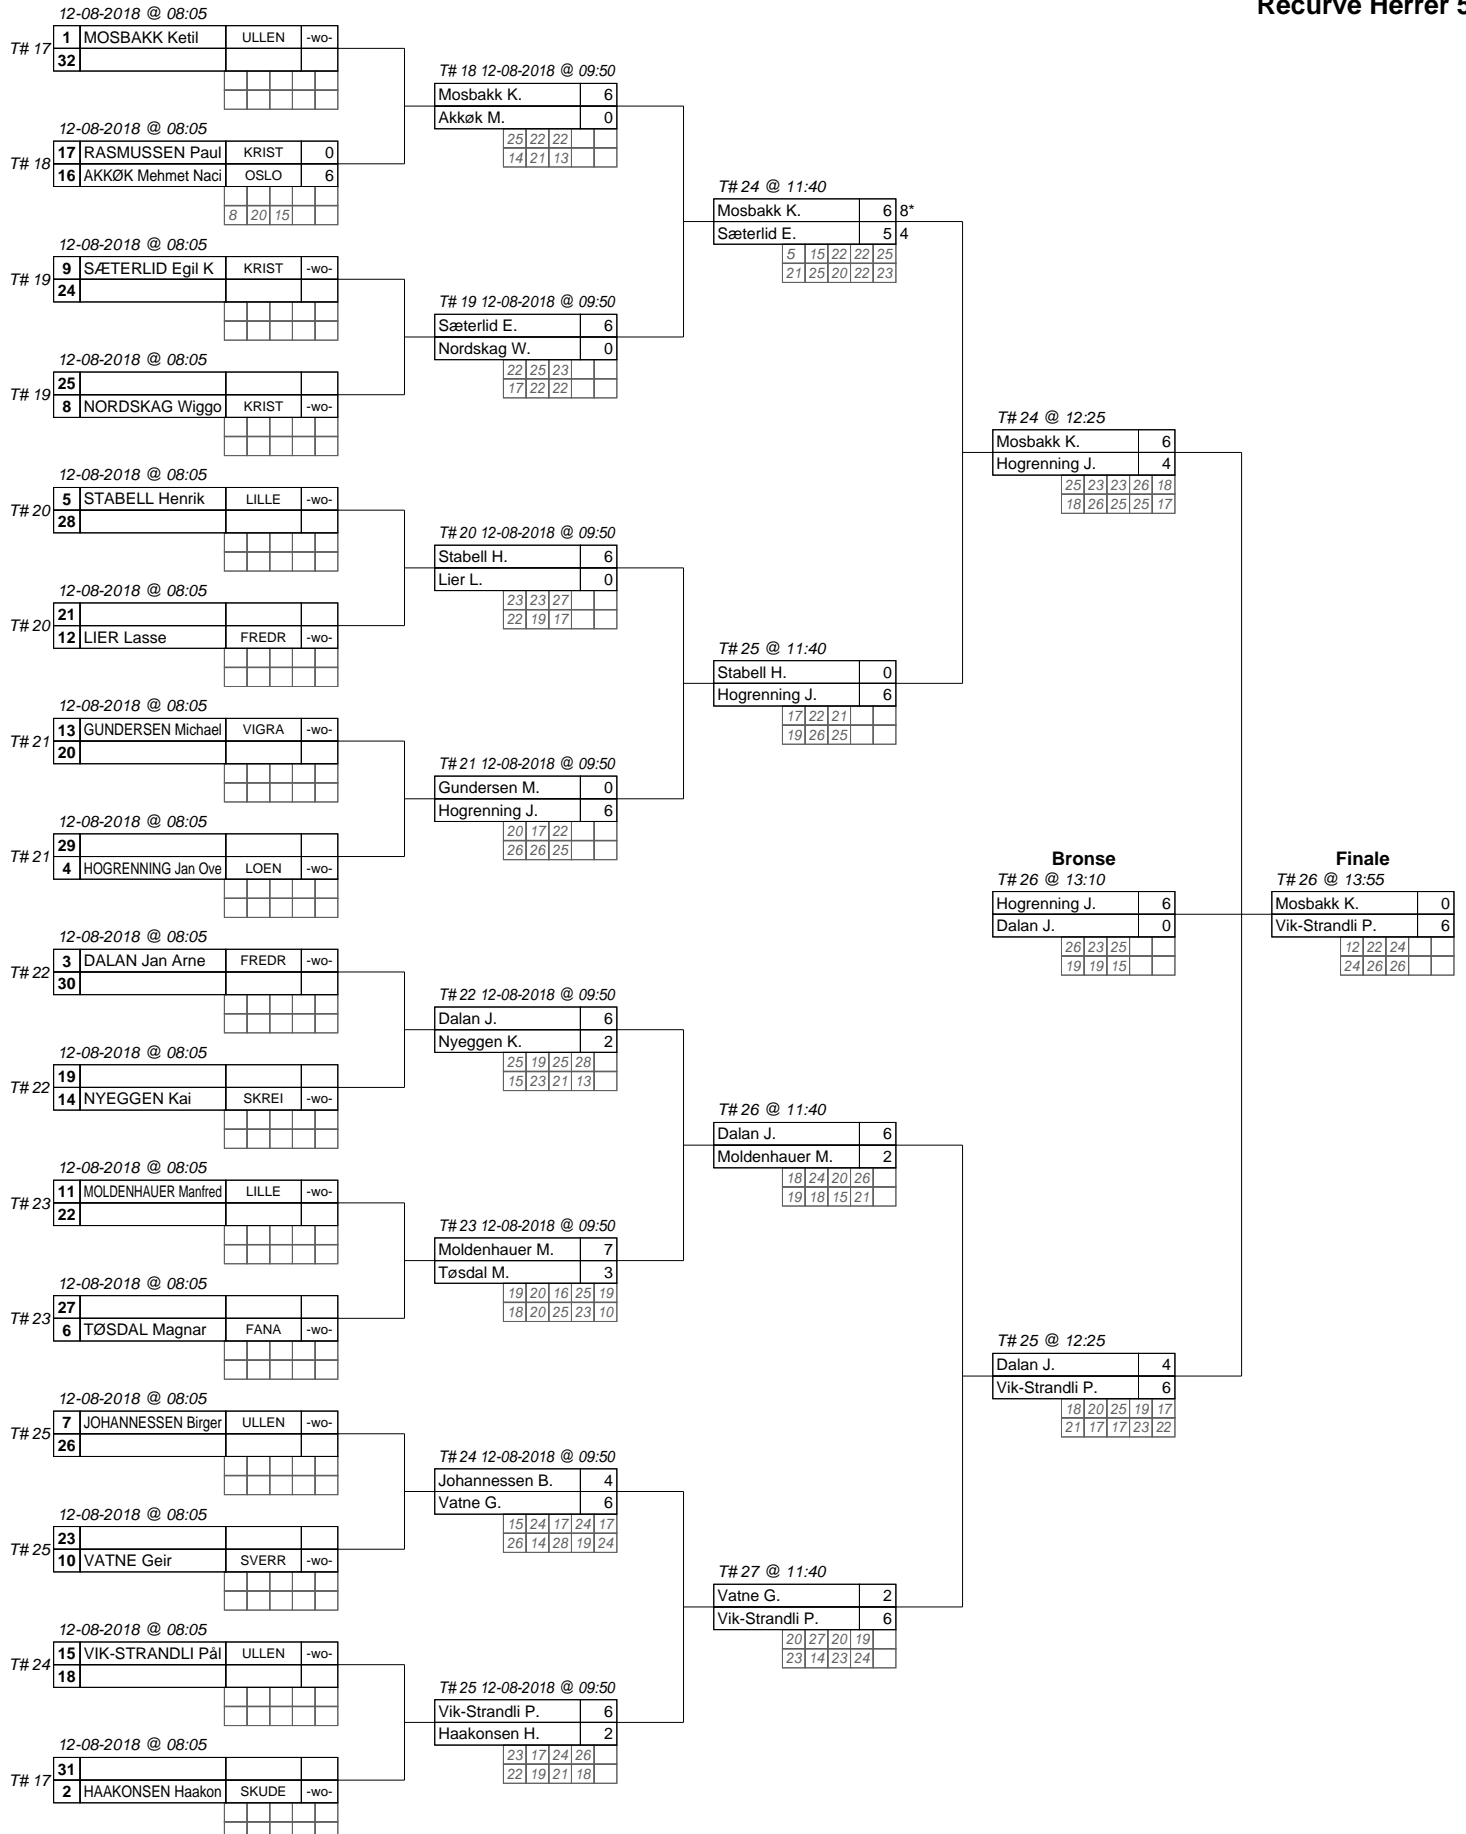 Recurve Herrer 5
12-08-2018 @ 08:05
T# 17
1 MOSBAKK Ketil ULLEN -wo-
32
12-08-2018 @ 08:05
T# 18
17 RASMUSSEN Paul KRIST 0
16 AKKØK Mehmet Naci OSLO 6
8 20 15
12-08-2018 @ 08:05
T# 19
9 SÆTERLID Egil K KRIST -wo-
24
12-08-2018 @ 08:05
T# 19
25
8 NORDSKAG Wiggo KRIST -wo-
12-08-2018 @ 08:05
T# 20
5 STABELL Henrik LILLE -wo-
28
12-08-2018 @ 08:05
T# 20
21
12 LIER Lasse FREDR -wo-
12-08-2018 @ 08:05
T# 21
13 GUNDERSEN Michael VIGRA -wo-
20
12-08-2018 @ 08:05
T# 21
29
4 HOGRENNING Jan Ove LOEN -wo-
12-08-2018 @ 08:05
T# 22
3 DALAN Jan Arne FREDR -wo-
30
12-08-2018 @ 08:05
T# 22
19
14 NYEGGEN Kai SKREI -wo-
12-08-2018 @ 08:05
T# 23
11 MOLDENHAUER Manfred LILLE -wo-
22
12-08-2018 @ 08:05
T# 23
27
6 TØSDAL Magnar FANA -wo-
12-08-2018 @ 08:05
T# 25
7 JOHANNESSEN Birger ULLEN -wo-
26
12-08-2018 @ 08:05
T# 25
23
10 VATNE Geir SVERR -wo-
12-08-2018 @ 08:05
T# 24
15 VIK-STRANDLI Pål ULLEN -wo-
18
12-08-2018 @ 08:05
T# 17
31
2 HAAKONSEN Haakon SKUDE -wo-
T# 18 12-08-2018 @ 09:50
Mosbakk K. 6
Akkøk M. 0
25 22 22
14 21 13
T# 19 12-08-2018 @ 09:50
Sæterlid E. 6
Nordskag W. 0
22 25 23
17 22 22
T# 20 12-08-2018 @ 09:50
Stabell H. 6
Lier L. 0
23 23 27
22 19 17
T# 21 12-08-2018 @ 09:50
Gundersen M. 0
Hogrenning J. 6
20 17 22
26 26 25
T# 22 12-08-2018 @ 09:50
Dalan J. 6
Nyeggen K. 2
25 19 25 28
15 23 21 13
T# 23 12-08-2018 @ 09:50
Moldenhauer M. 7
Tøsdal M. 3
19 20 16 25 19
18 20 25 23 10
T# 24 12-08-2018 @ 09:50
Johannessen B. 4
Vatne G. 6
15 24 17 24 17
26 14 28 19 24
T# 25 12-08-2018 @ 09:50
Vik-Strandli P. 6
Haakonsen H. 2
23 17 24 26
22 19 21 18
T# 24 @ 11:40
Mosbakk K. 6 8*
Sæterlid E. 5 4
5 15 22 22 25
21 25 20 22 23
T# 25 @ 11:40
Stabell H. 0
Hogrenning J. 6
17 22 21
19 26 25
T# 26 @ 11:40
Dalan J. 6
Moldenhauer M. 2
18 24 20 26
19 18 15 21
T# 27 @ 11:40
Vatne G. 2
Vik-Strandli P. 6
20 27 20 19
23 14 23 24
T# 24 @ 12:25
Mosbakk K. 6
Hogrenning J. 4
25 23 23 26 18
18 26 25 25 17
Bronse
T# 26 @ 13:10
Hogrenning J. 6
Dalan J. 0
26 23 25
19 19 15
T# 25 @ 12:25
Dalan J. 4
Vik-Strandli P. 6
18 20 25 19 17
21 17 17 23 22
Finale
T# 26 @ 13:55
Mosbakk K. 0
Vik-Strandli P. 6
12 22 24
24 26 26